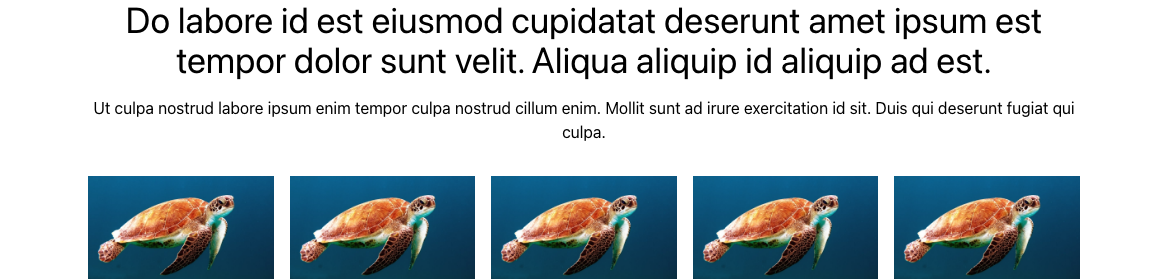 Do labore id est eiusmod cupidatat deserunt amet ipsum est
tempor dolor sunt velit. Aliqua aliquip id aliquip ad est.
Ut culpa nostrud labore ipsum enim tempor culpa nostrud cillum enim. Mollit sunt ad irure exercitation id sit. Duis qui deserunt fugiat qui
culpa.